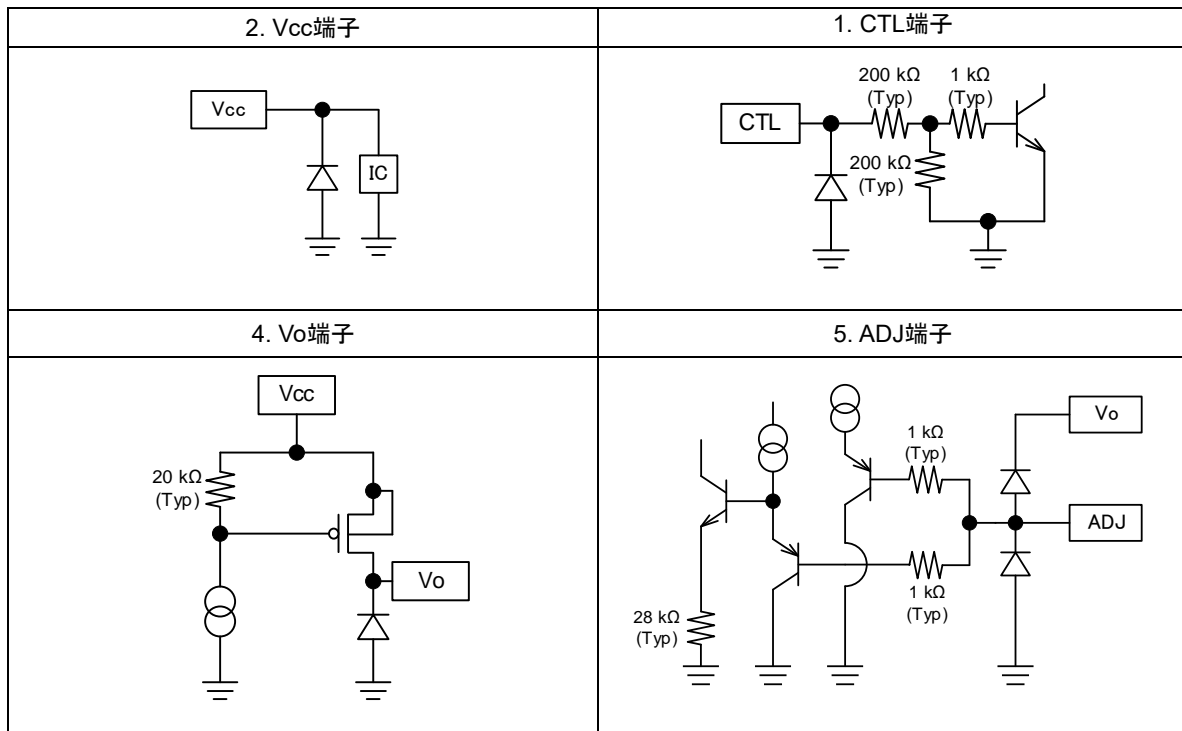 2. Vcc端子
1. CTL端子
Vcc
IC
200 kΩ
(Typ)
1 kΩ
(Typ)
CTL
200 kΩ
(Typ)
4. Vo端子
5. ADJ端子
Vcc
20 kΩ
(Typ)
Vo
Vo
1 kΩ
(Typ)
ADJ
1 kΩ
(Typ)
28 kΩ
(Typ)